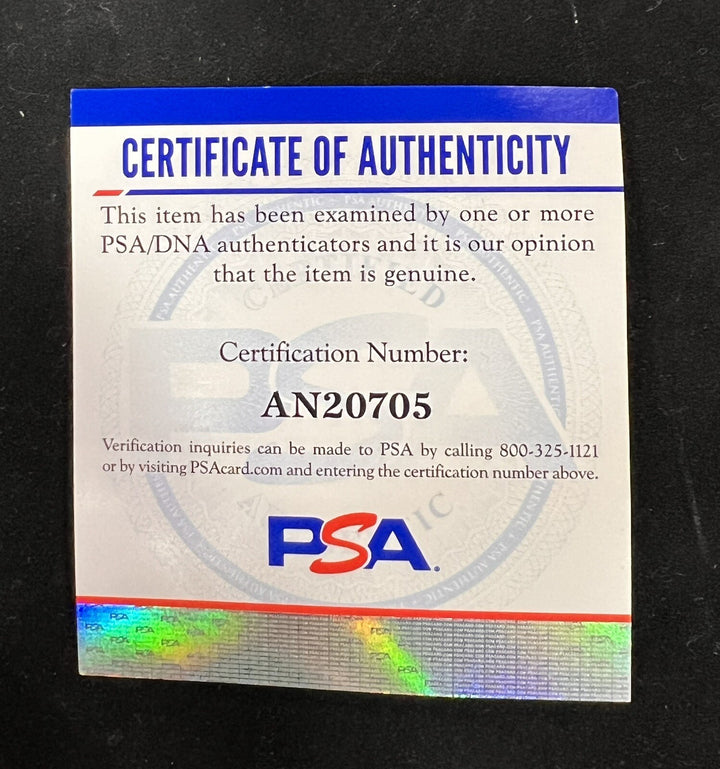 CERTIFICATE OF AUTHENTICITY
This item has been examined by one or more
PSA/DNA authenticators and it is our opinion
that the item is genuine.
CERTIFIED
Certification Number:
AN20705
Verification inquiries can be made to PSA by calling 800-325-1121
or by visiting PSAcard.com and entering the certification number above.
PSA